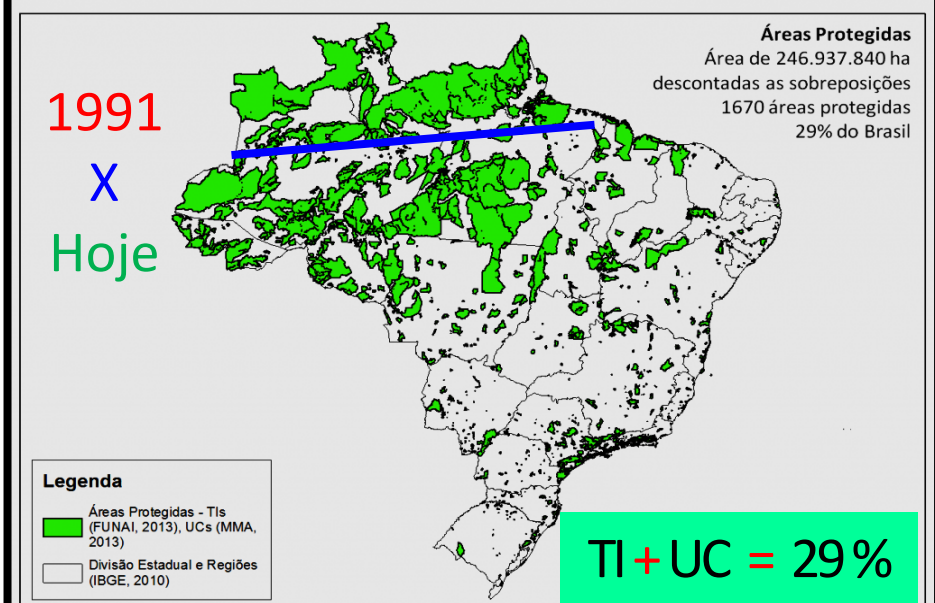 Áreas Protegidas
Área de 246.937.840 ha
descontadas as sobreposições
1670 áreas protegidas
29% do Brasil
1991
X
Hoje
Legenda
Áreas Protegidas - TIs
(FUNAI, 2013), UCs (MMA,
2013)
Divisão Estadual e Regiões
(IBGE, 2010)
TI + UC = 29%